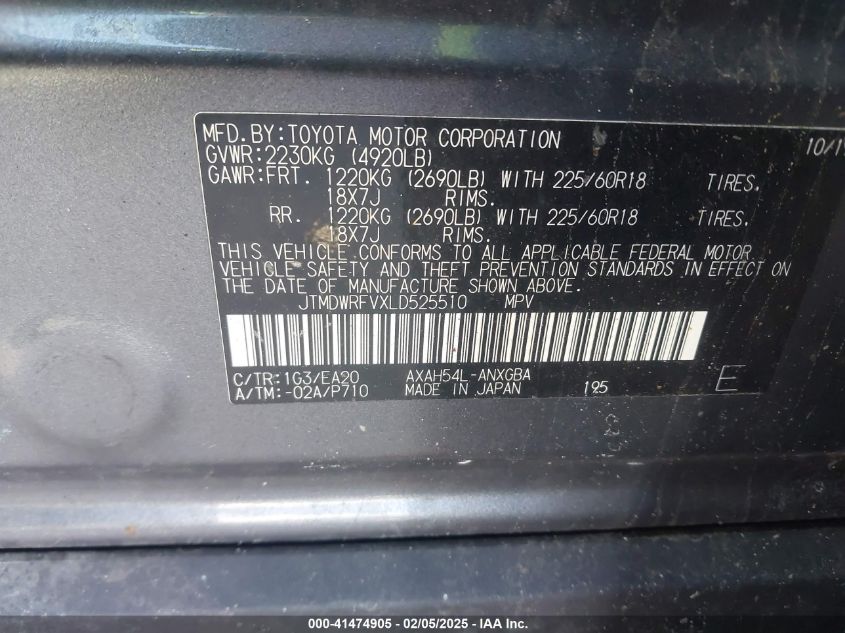 MFD.BY:TOYOTA MOTOR CORPORATION 10/1
GVWR:2230KG (4920LB)
GAWR:FRT. 1220KG (2690LB) WITH 225/60R18 TIRES.
18X7J RIMS.
RR. 1220KG (2690LB) WITH 225/60R18 TIRES.
18X7J RIMS.
THIS VEHICLE CONFORMS TO ALL APPLICABLE FEDERAL MOTOR
VEHICLE SAFETY AND THEFT PREVENTION STANDARDS IN EFFECT ON
THE DATE OF MANUFACTURE SHOWN ABOVE.
JTMDWRFVXLD525510 MPV
C/TR:1G3/EA20 AXAH54L-ANXGBA
A/TM:-02A/P710 MADE IN JAPAN 195 E
000-41474905 - 02/05/2025 - IAA Inc.